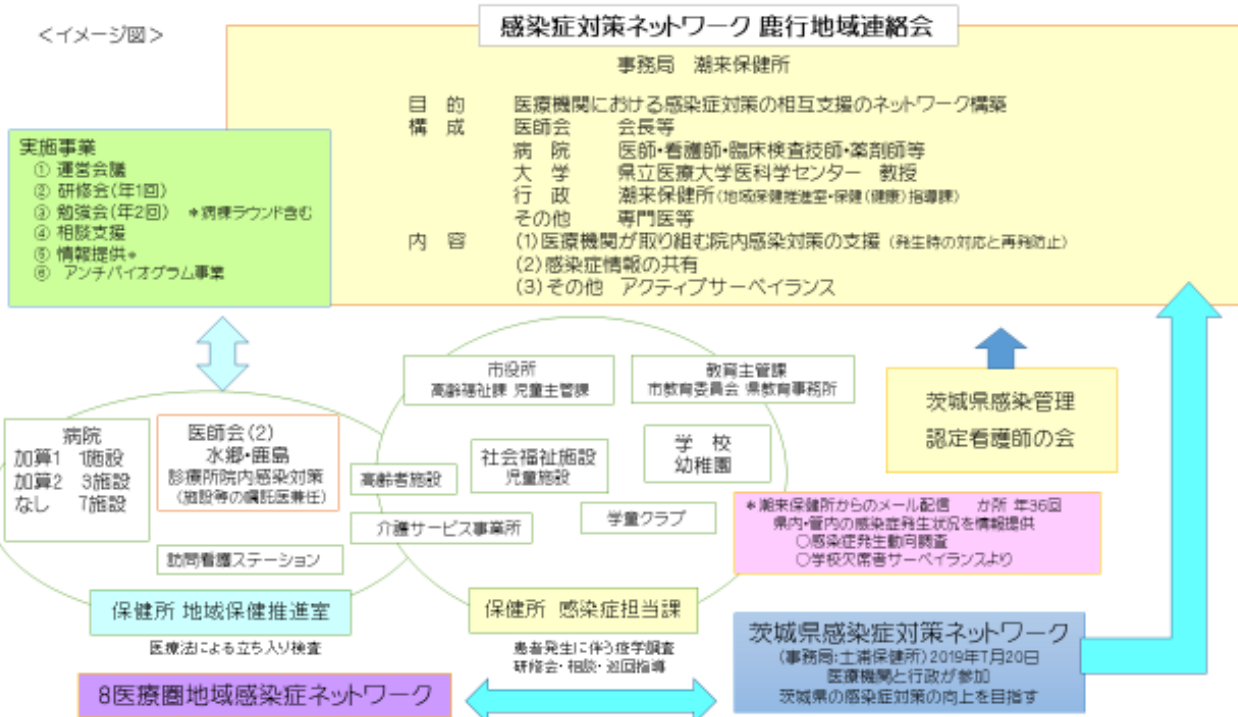 <イメージ図>
感染症対策ネットワーク 鹿行地域連絡会
事務局 潮来保健所
目 的 医療機関における感染症対策の相互支援のネットワーク構築
構 成 医師会 会長等
病 院 医師・看護師・臨床検査技師・薬剤師等
大 学 県立医療大学医科学センター 教授
行 政 潮来保健所(地域保健推進室・保健(健康)指導課)
その他 専門医等
内 容 (1)医療機関が取り組む院内感染対策の支援 (発生時の対応と再発防止)
(2)感染症情報の共有
(3)その他 アクティブサーベイランス
実施事業
① 運営会議
② 研修会(年1回)
③ 勉強会(年2回) *病棟ラウンド含む
④ 相談支援
⑤ 情報提供*
⑥ アンチバイオグラム事業
市役所
高齢福祉課 児童主管課
教育主管課
市教育委員会 県教育事務所
茨城県感染管理
認定看護師の会
病院
加算1 1施設
加算2 3施設
なし 7施設
医師会(2)
水郷・鹿島
診療所院内感染対策
(施設等の嘱託医兼任)
高齢者施設
社会福祉施設
児童施設
学 校
幼稚園
介護サービス事業所
学童クラブ
訪問看護ステーション
*潮来保健所からのメール配信 か所 年36回
県内・管内の感染症発生状況を情報提供
○感染症発生動向調査
○学校欠席者サーベイランスより
保健所 地域保健推進室
医療法による立ち入り検査
保健所 感染症担当課
患者発生に伴う疫学調査
研修会・相談・巡回指導
8医療圏地域感染症ネットワーク
茨城県感染症対策ネットワーク
(事務局:土浦保健所)2019年7月20日
医療機関と行政が参加
茨城県の感染症対策の向上を目指す